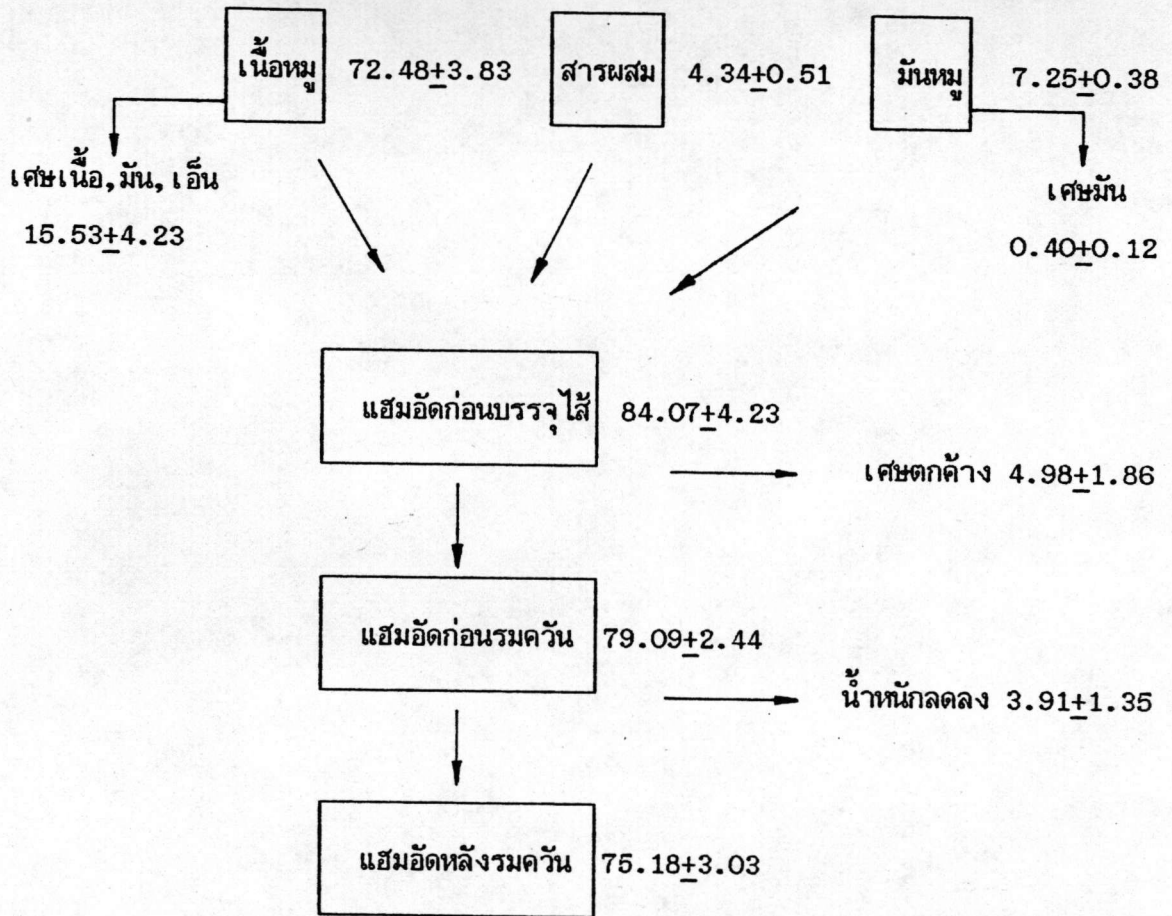 เนื้อหมู 72.48±3.83 สารผสม 4.34±0.51 มันหมู 7.25±0.38
เศษเนื้อ,มัน,เอ็น
15.53±4.23
เศษมัน
0.40±0.12
แฮมอัดก่อนบรรจุไส้ 84.07±4.23
เศษตกค้าง 4.98±1.86
แฮมอัดก่อนรมควัน 79.09±2.44
น้ำหนักลดลง 3.91±1.35
แฮมอัดหลังรมควัน 75.18±3.03